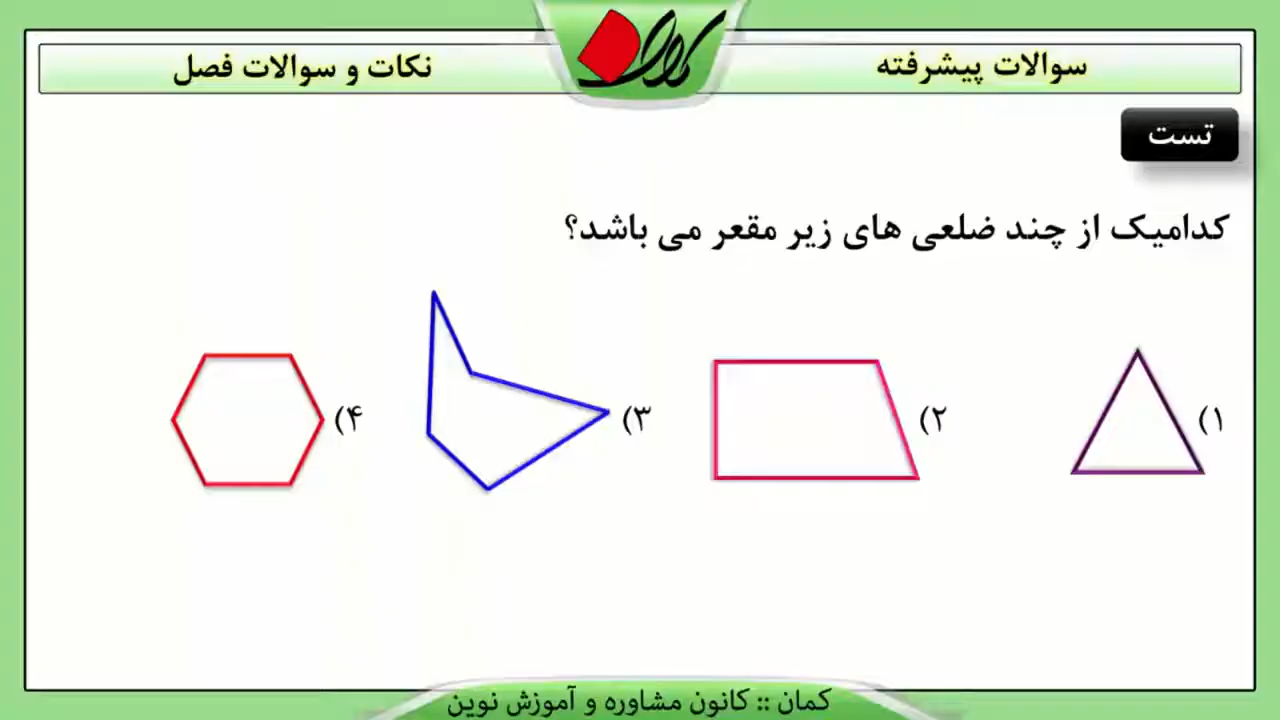 سوالات پیشرفته
کمان
نکات و سوالات فصل
تست
کدامیک از چند ضلعی های زیر مقعر می باشد؟
۱)
۲)
۳)
۴)
کمان :: کانون مشاوره و آموزش نوین